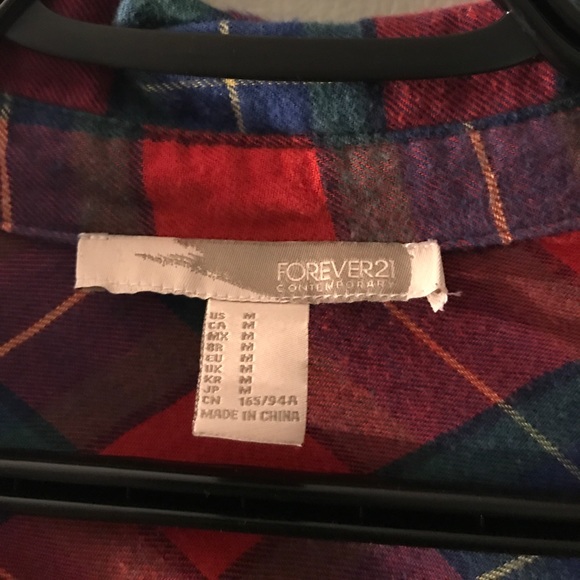 FOREVER21
CONTEMPORARY
US M
CA M
MX M
BR M
EU M
UK M
KR M
JP M
CN 165/94A
MADE IN CHINA